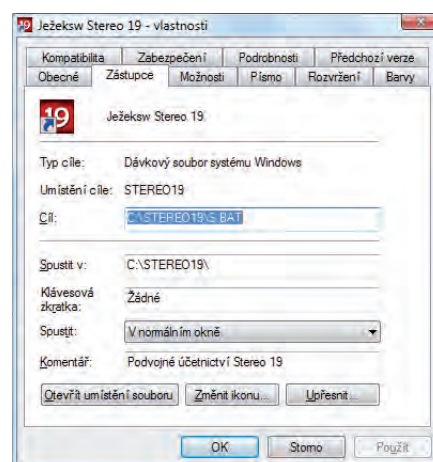 19 Ježeksw Stereo 19 - vlastnosti
Kompatibilita Zabezpečení Podrobnosti Předchozí verze
Obecné Zástupce Možnosti Písmo Rozvržení Barvy
19 Ježeksw Stereo 19
Typ cíle: Dávkový soubor systému Windows
Umístění cíle: STEREO19
Cíl: C:\STEREO19\S.BAT
Spustit v: C:\STEREO19\
Klávesová zkratka: Žádné
Spustit: V normálním okně
Komentář: Podvojné účetnictví Stereo 19
Otevřít umístění souboru Změnit ikonu... Upřesnit...
OK Storno Použít